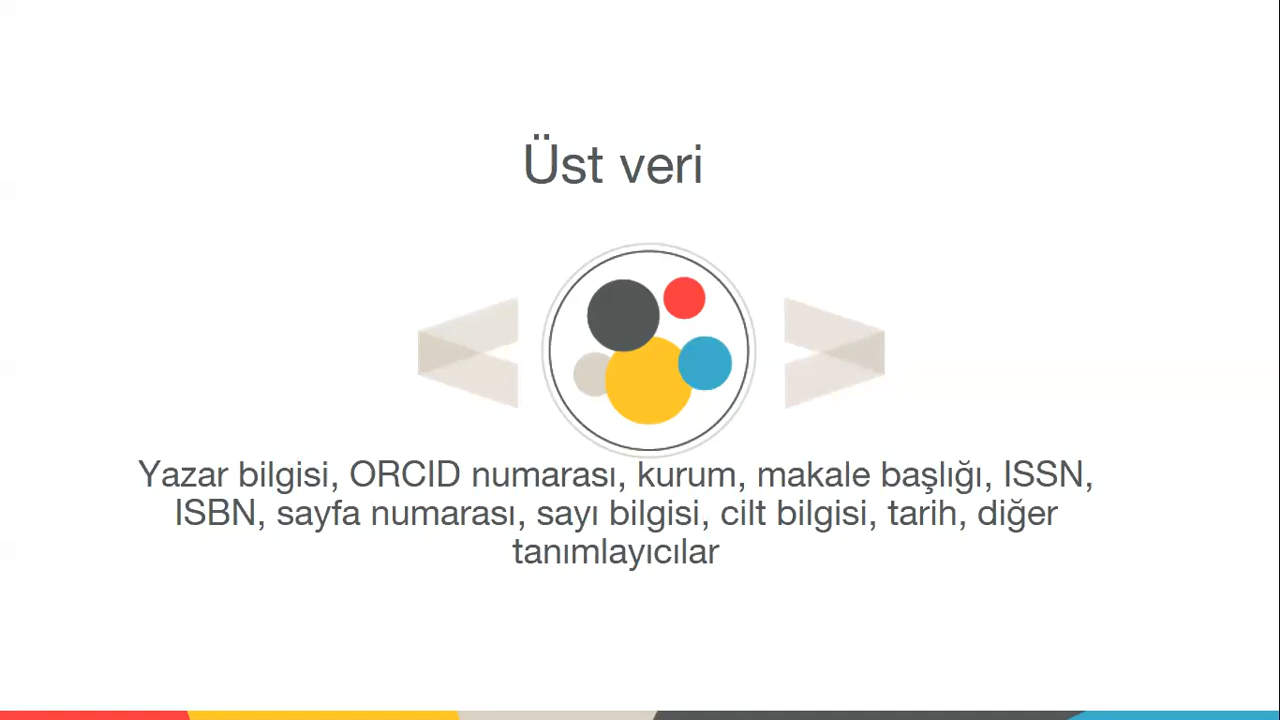 Üst veri
Yazar bilgisi, ORCID numarası, kurum, makale başlığı, ISSN,
ISBN, sayfa numarası, sayı bilgisi, cilt bilgisi, tarih, diğer
tanımlayıcılar